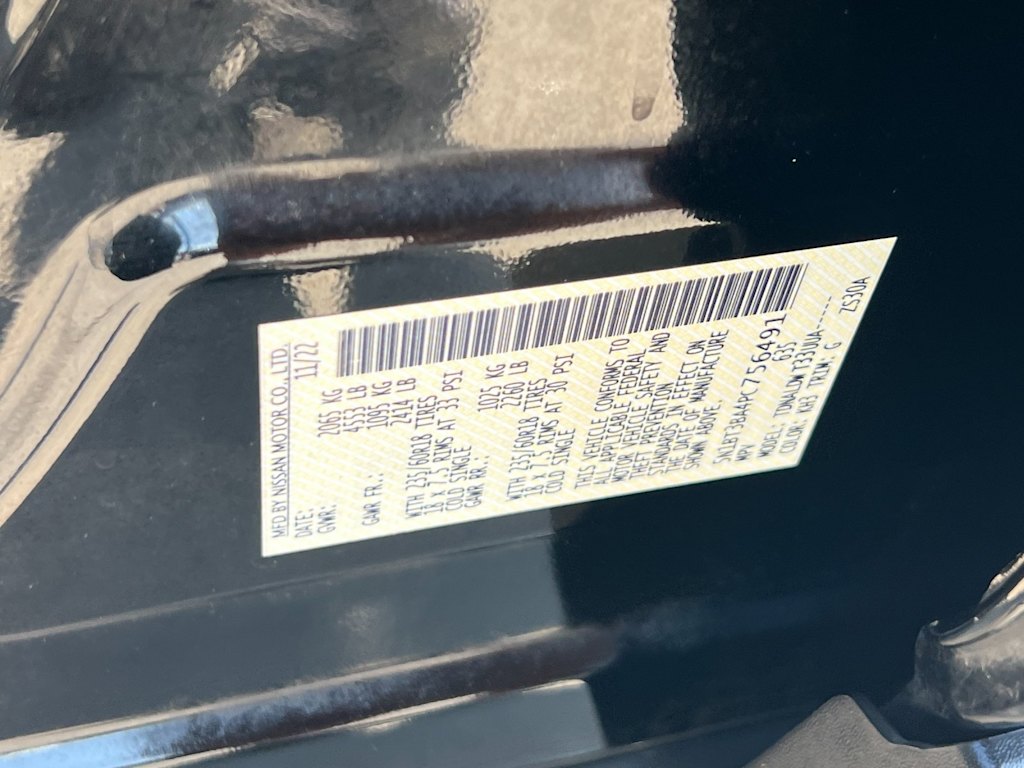 MFD BY NISSAN MOTOR CO., LTD.
DATE: 11/22
GVWR: 2065 KG
4553 LB
GAWR FR.: 1095 KG
2414 LB
WITH 235/60R18 TIRES
18 X 7.5 RIMS AT 33 PSI
COLD SINGLE
GAWR RR.: 1025 KG
2260 LB
WITH 235/60R18 TIRES
18 X 7.5 RIMS AT 30 PSI
COLD SINGLE
THIS VEHICLE CONFORMS TO
ALL APPLICABLE FEDERAL
MOTOR VEHICLE SAFETY AND
THEFT PREVENTION
STANDARDS IN EFFECT ON
THE DATE OF MANUFACTURE
SHOWN ABOVE.
5N1BT3BA4PC756491
MPV 635
MODEL:
COLOR: KH3 TRIM: G ZS30A